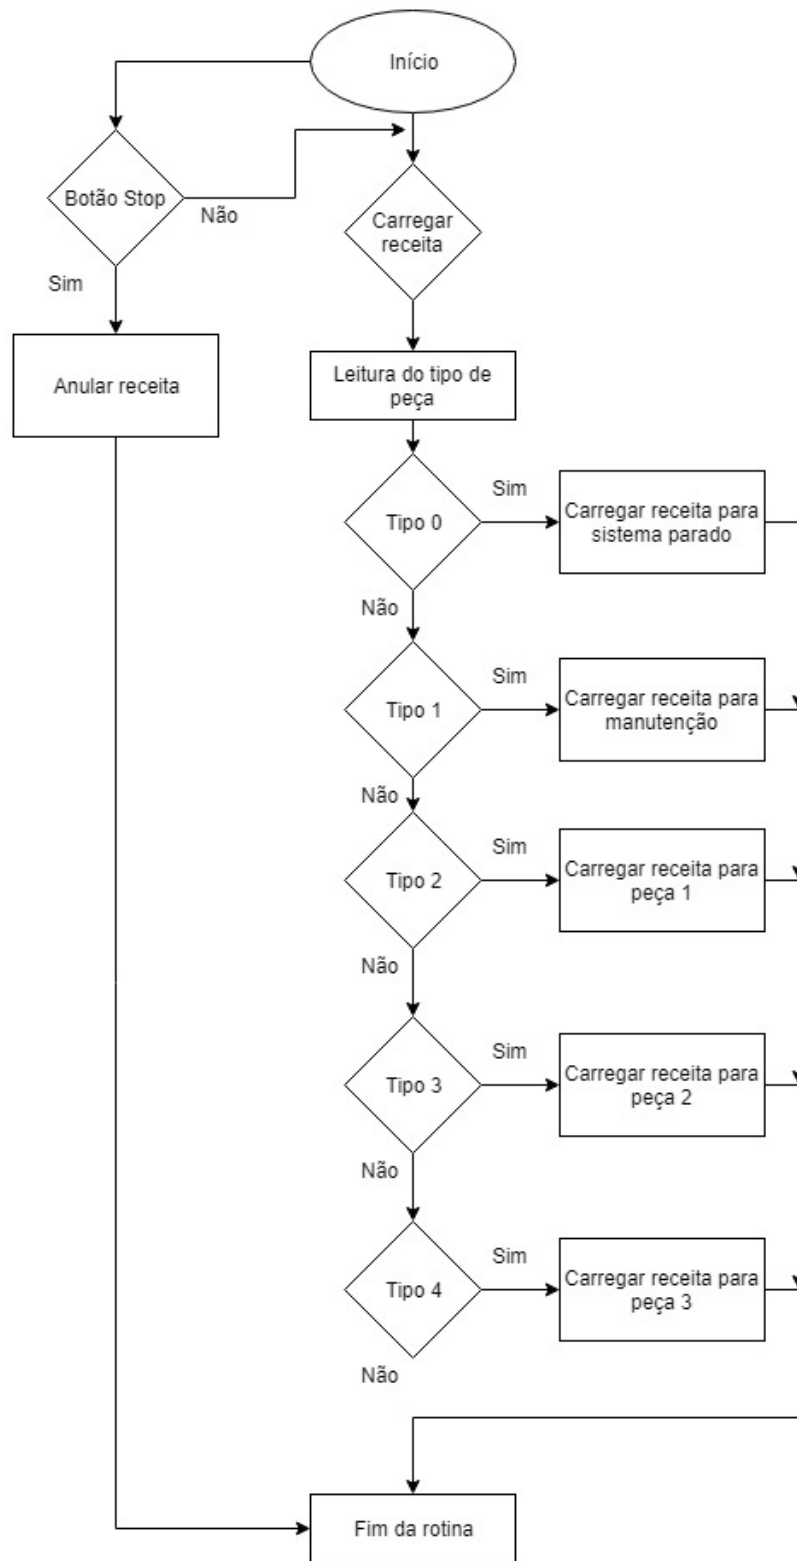 Início
Botão Stop
Não
Carregar
receita
Sim
Anular receita
Leitura do tipo de
peça
Tipo 0
Sim
Carregar receita para
sistema parado
Não
Tipo 1
Sim
Carregar receita para
manutenção
Não
Tipo 2
Sim
Carregar receita para
peça 1
Não
Tipo 3
Sim
Carregar receita para
peça 2
Não
Tipo 4
Sim
Carregar receita para
peça 3
Não
Fim da rotina